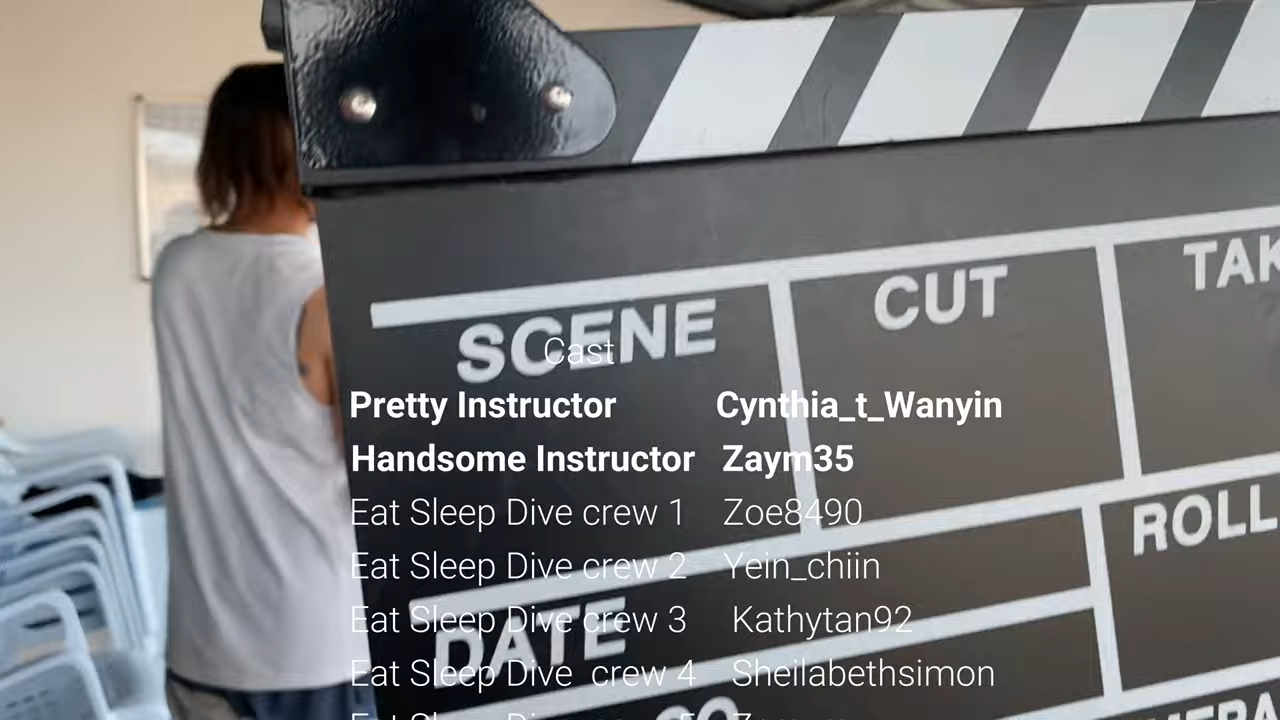 SCENE
CUT
TAK
Cast
Pretty Instructor Cynthia_t_Wanyin
Handsome Instructor Zaym35
Eat Sleep Dive crew 1 Zoe8490
Eat Sleep Dive crew 2 Yein_chiin
ROLL
Eat Sleep Dive crew 3 Kathytan92
DATE
Eat Sleep Dive crew 4 Sheilabethsimon